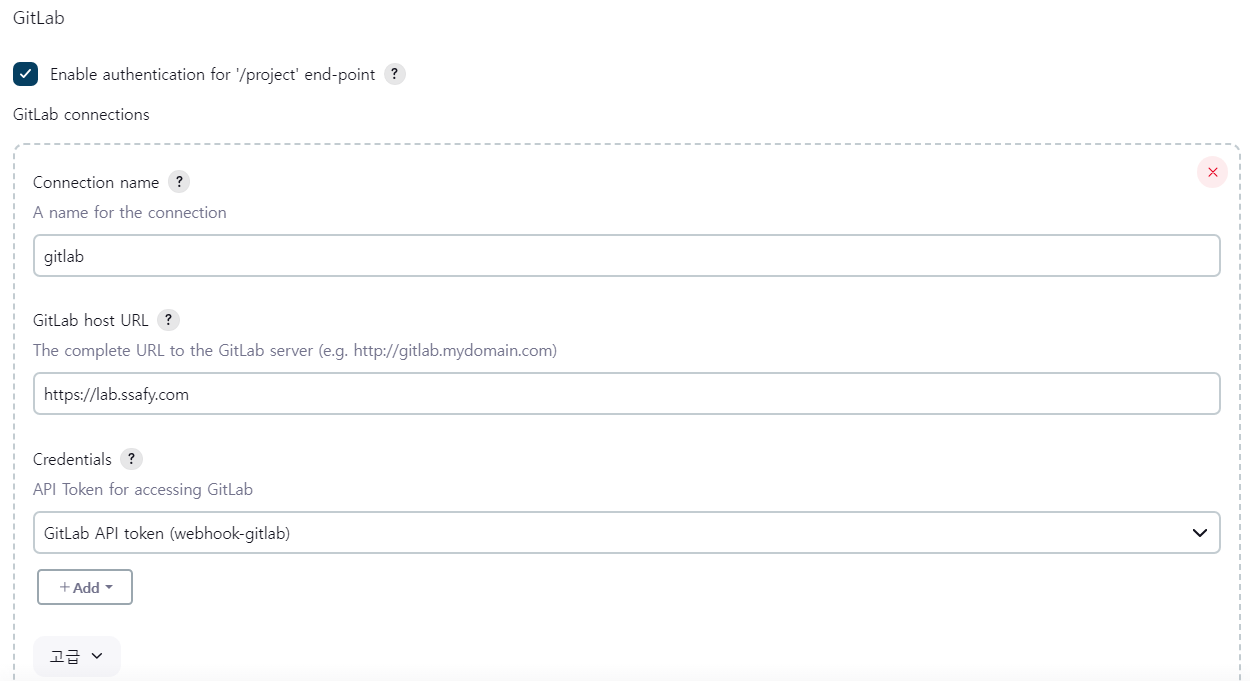 GitLab
Enable authentication for '/project' end-point ?
GitLab connections
Connection name ?
A name for the connection
gitlab
GitLab host URL ?
The complete URL to the GitLab server (e.g. http://gitlab.mydomain.com)
https://lab.ssafy.com
Credentials ?
API Token for accessing GitLab
GitLab API token (webhook-gitlab)
+ Add
고급